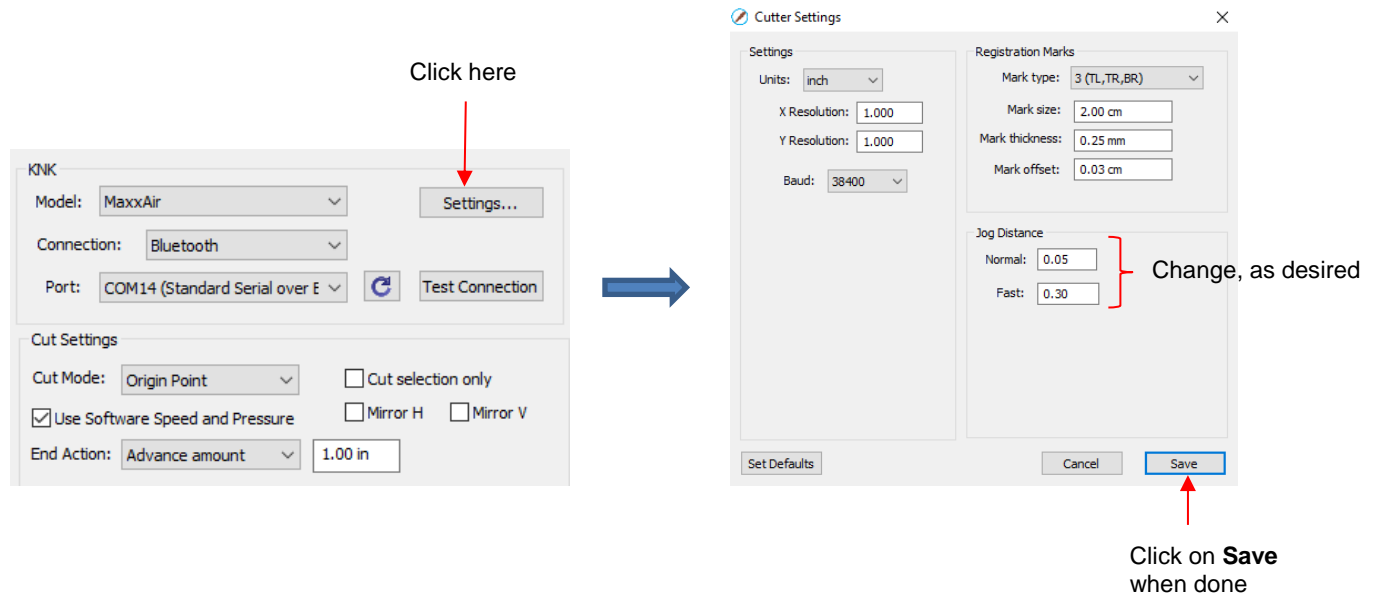 Click here
KNK
Model: MaxxAir Settings...
Connection: Bluetooth
Port: COM14 (Standard Serial over Test Connection
Cut Settings
Cut Mode: Origin Point Cut selection only
Use Software Speed and Pressure Mirror H Mirror V
End Action: Advance amount 1.00 in
Cutter Settings
Settings
Units: inch
X Resolution: 1.000
Y Resolution: 1.000
Baud: 38400
Registration Marks
Mark type: 3 (TL,TR,BR)
Mark size: 2.00 cm
Mark thickness: 0.25 mm
Mark offset: 0.03 cm
Jog Distance
Normal: 0.05
Fast: 0.30
Change, as desired
Set Defaults Cancel Save
Click on Save
when done